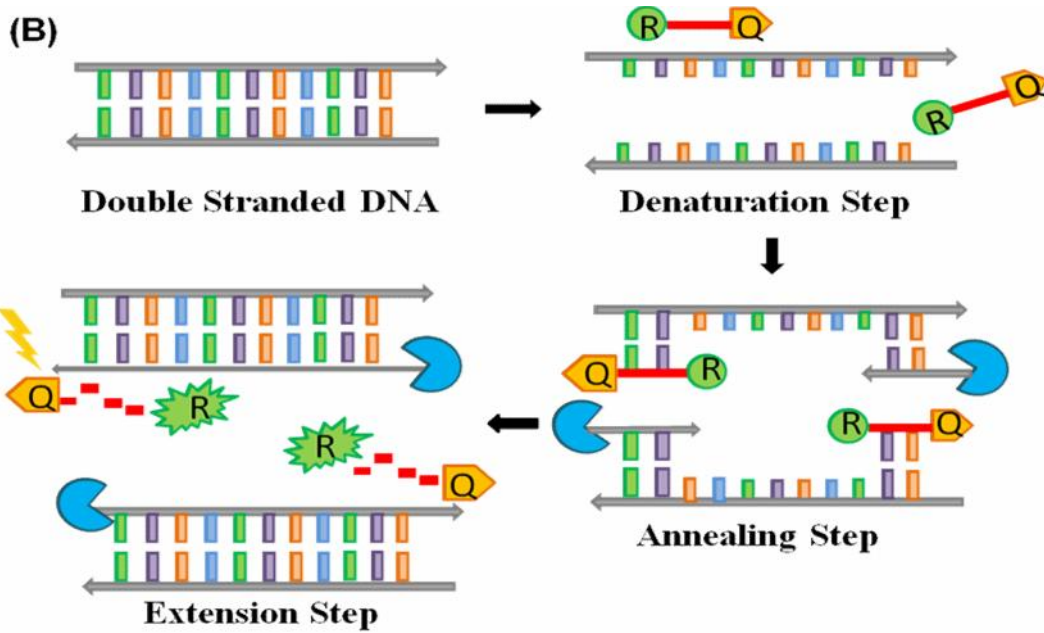 (B)
R Q
Q
R
Double Stranded DNA
Denaturation Step
Q R
R Q
Annealing Step
Q R
R Q
Extension Step